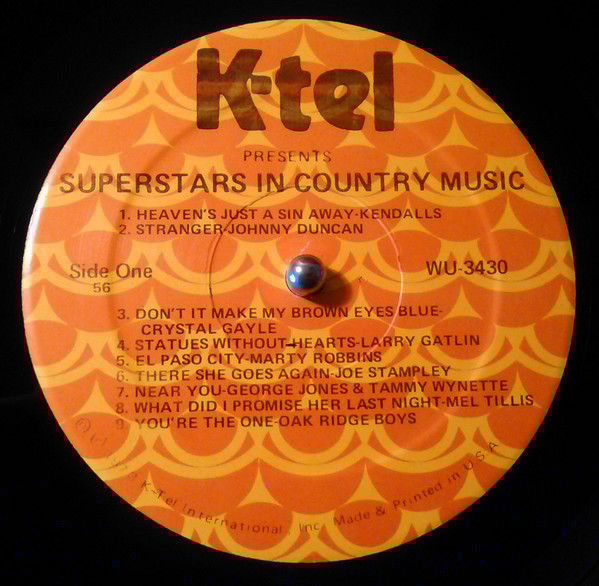 K-tel
PRESENTS
SUPERSTARS IN COUNTRY MUSIC
1. HEAVEN'S JUST A SIN AWAY-KENDALLS
2. STRANGER-JOHNNY DUNCAN
Side One
56
WU-3430
3. DON'T IT MAKE MY BROWN EYES BLUE-
CRYSTAL GAYLE
4. STATUES WITHOUT HEARTS-LARRY GATLIN
5. EL PASO CITY-MARTY ROBBINS
6. THERE SHE GOES AGAIN-JOE STAMPLEY
7. NEAR YOU-GEORGE JONES & TAMMY WYNETTE
8. WHAT DID I PROMISE HER LAST NIGHT-MEL TILLIS
9. YOU'RE THE ONE-OAK RIDGE BOYS
K-Tel International, Inc. Made & Printed in U.S.A